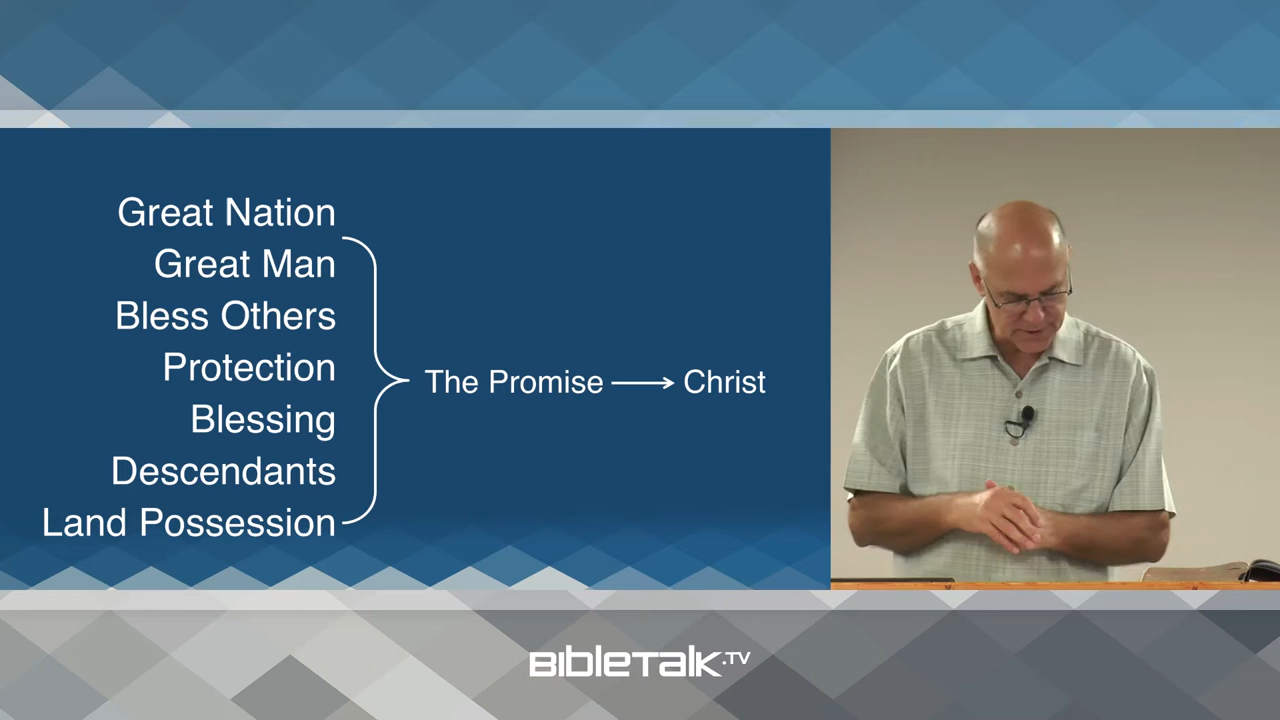 Great Nation
Great Man
Bless Others
Protection
Blessing
Descendants
Land Possession
The Promise → Christ
BIBLETALK.TV